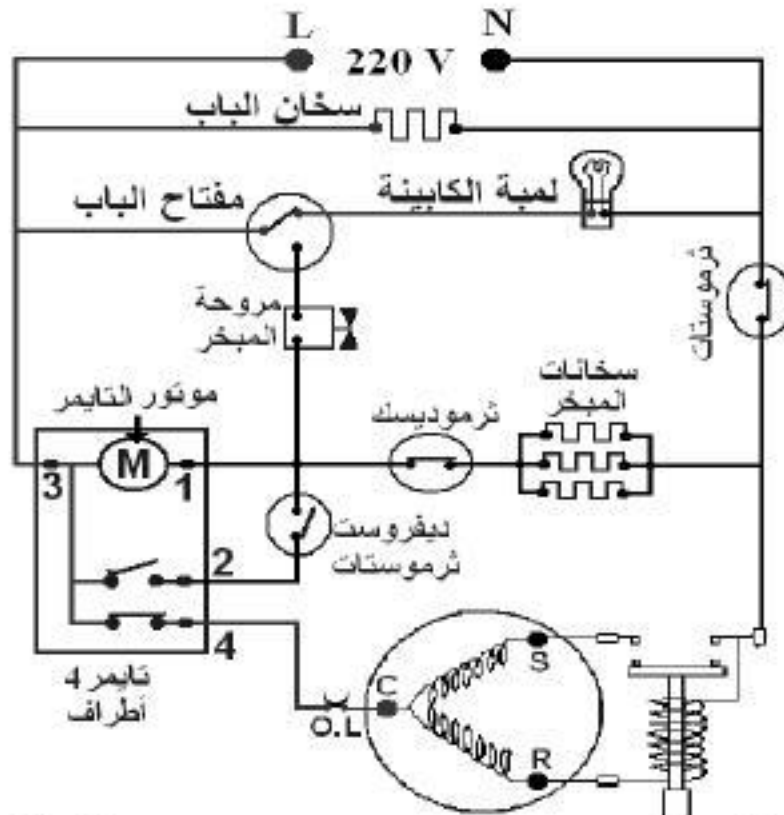 L 220 V N
سخان الباب
مفتاح الباب
لمبة الكابينة
ثرموستات
مروحة
المبخر
سخانات
المبخر
موتور التايمر
ثرموديسك
M
3
1
ديفروست
ثرموستات
2
4
تايمر 4
أطراف
O.L
C
S
R